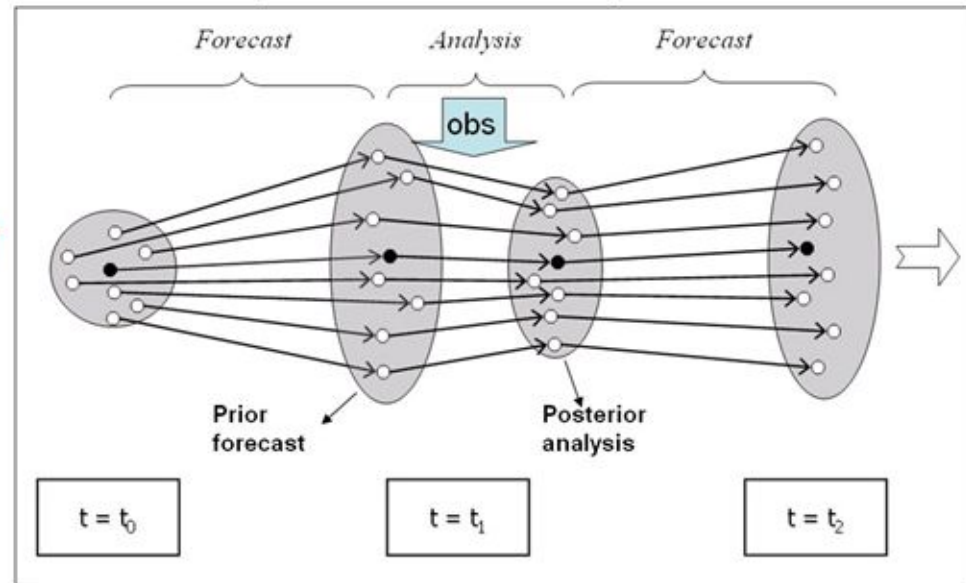 Forecast
Analysis
Forecast
obs
Prior
forecast
Posterior
analysis
t = t₀
t = t₁
t = t₂